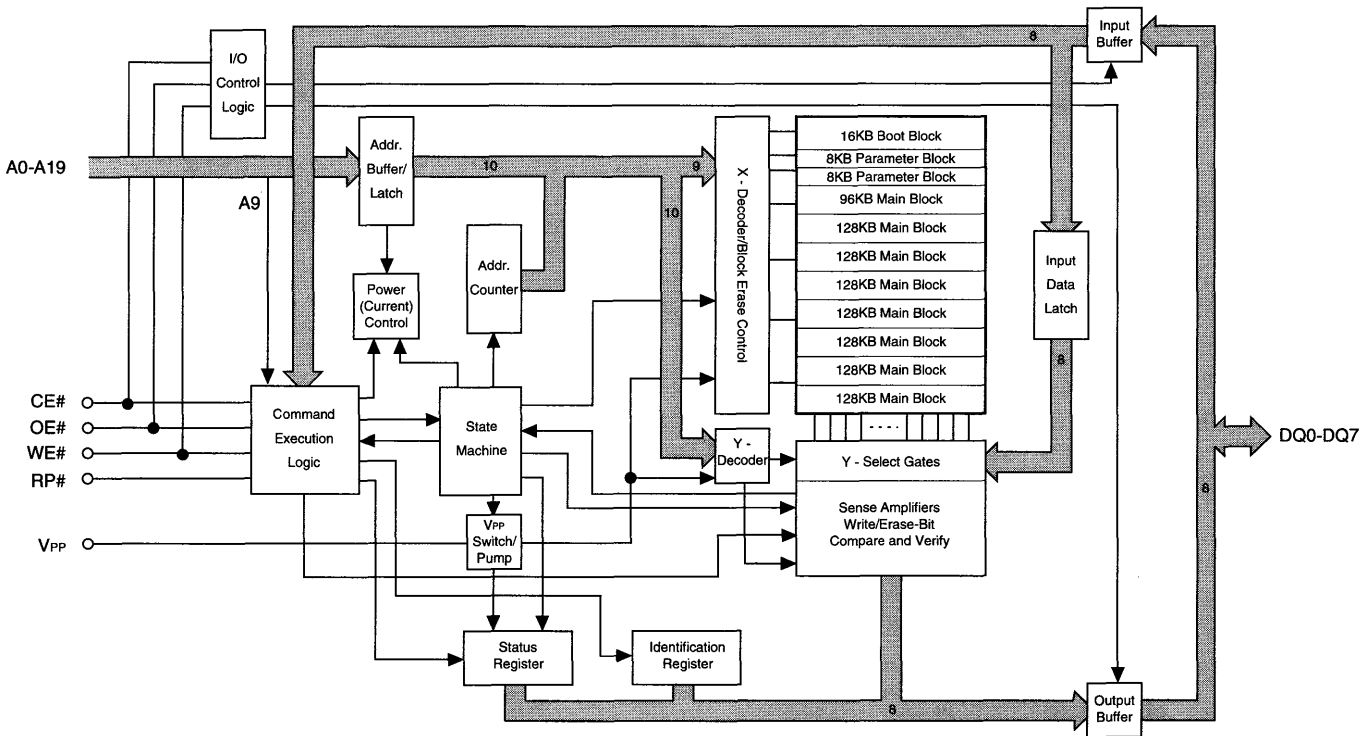 I/O
Control
Logic
Input
Buffer
8
A0-A19
Addr.
Buffer/
Latch
10
9
10
A9
X - Decoder/Block Erase Control
16KB Boot Block
8KB Parameter Block
8KB Parameter Block
96KB Main Block
128KB Main Block
128KB Main Block
128KB Main Block
128KB Main Block
128KB Main Block
128KB Main Block
128KB Main Block
Input
Data
Latch
8
Addr.
Counter
Power
(Current)
Control
CE#
OE#
WE#
RP#
VPP
Command
Execution
Logic
State
Machine
VPP
Switch/
Pump
Y -
Decoder
Y - Select Gates
Sense Amplifiers
Write/Erase-Bit
Compare and Verify
DQ0-DQ7
8
Status
Register
Identification
Register
8
Output
Buffer